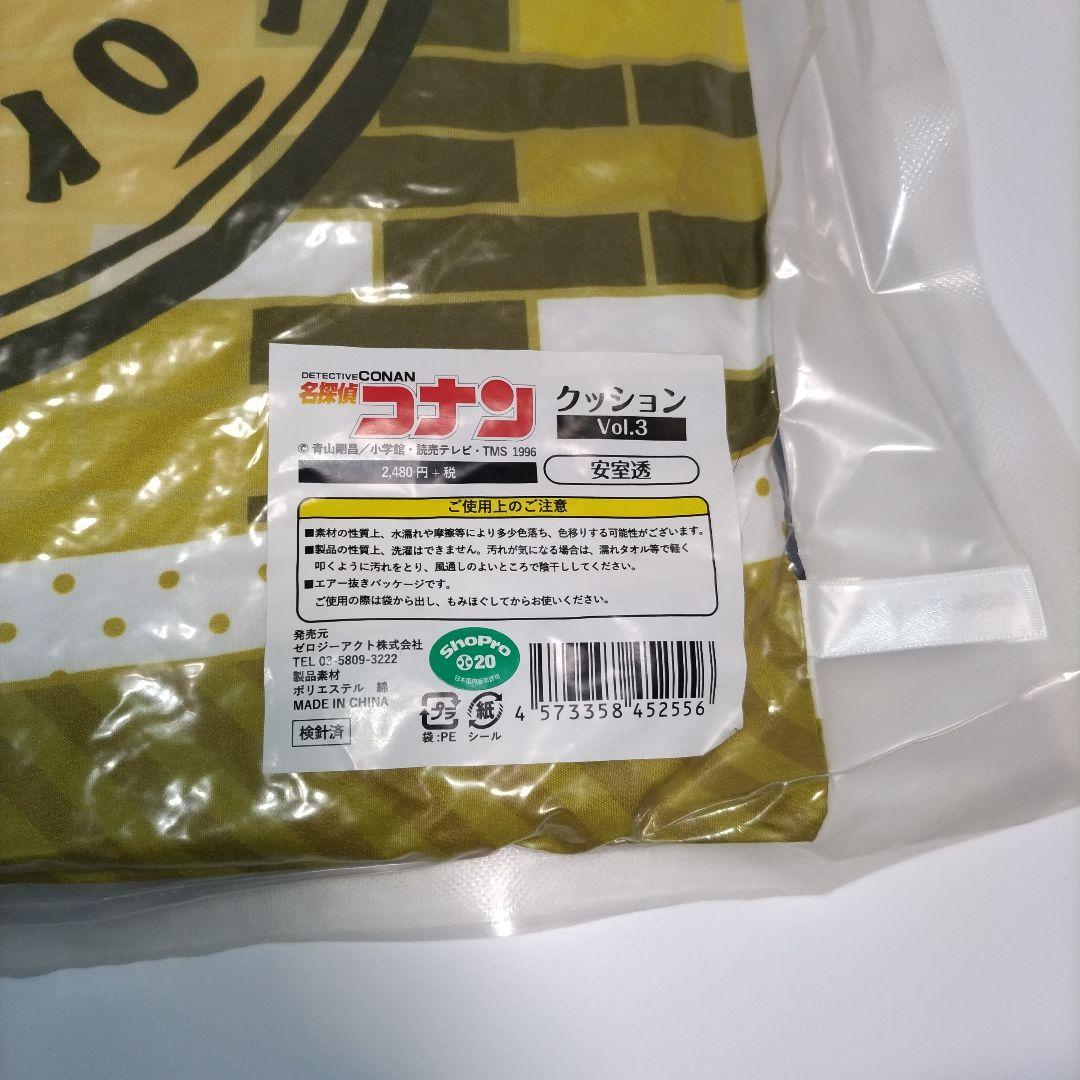 DETECTIVE CONAN
名探偵
コナン
クッション
Vol.3
© 青山剛昌／小学館・読売テレビ・TMS 1996
2,480円+税
安室透
ご使用上のご注意
■素材の性質上、水濡れや摩擦等により多少色落ち、色移りする可能性がございます。
■製品の性質上、洗濯はできません。汚れが気になる場合は、濡れタオル等で軽く
叩くように汚れをとり、風通しのよいところで陰干ししてください。
■エアー抜きパッケージです。
ご使用の際は袋から出し、もみほぐしてからお使いください。
発売元
ゼロジーアクト株式会社
TEL 03-5809-3222
製品素材
ポリエステル 綿
MADE IN CHINA
検針済
ShoPro
20
日本国内販売許諾
プラ
紙
袋:PE シール
4 573358 452556